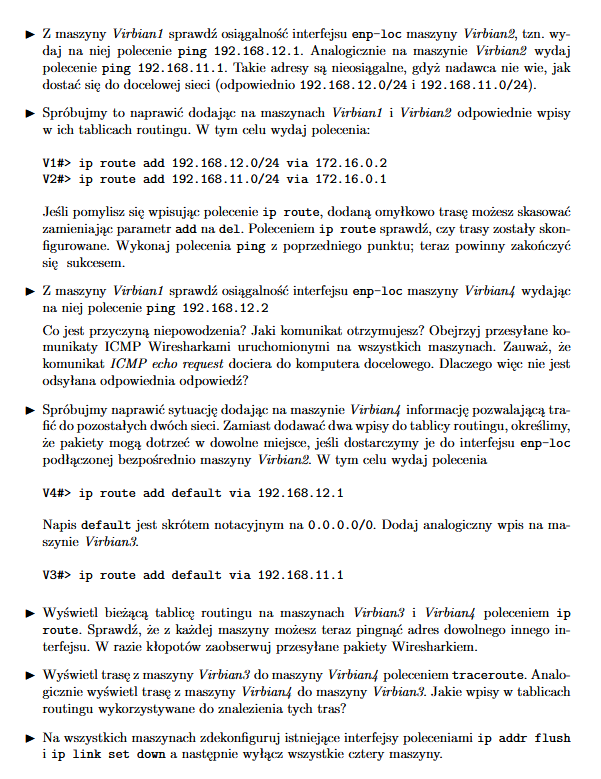 ► Z maszyny Virbian1 sprawdź osiągalność interfejsu enp-loc maszyny Virbian2, tzn. wy-
daj na niej polecenie ping 192.168.12.1. Analogicznie na maszynie Virbian2 wydaj
polecenie ping 192.168.11.1. Takie adresy są nieosiągalne, gdyż nadawca nie wie, jak
dostać się do docelowej sieci (odpowiednio 192.168.12.0/24 i 192.168.11.0/24).
► Spróbujmy to naprawić dodając na maszynach Virbian1 i Virbian2 odpowiednie wpisy
w ich tablicach routingu. W tym celu wydaj polecenia:
V1#> ip route add 192.168.12.0/24 via 172.16.0.2
V2#> ip route add 192.168.11.0/24 via 172.16.0.1
Jeśli pomylisz się wpisując polecenie ip route, dodaną omyłkowo trasę możesz skasować
zamieniając parametr add na del. Poleceniem ip route sprawdź, czy trasy zostały skon-
figurowane. Wykonaj polecenia ping z poprzedniego punktu; teraz powinny zakończyć
się sukcesem.
► Z maszyny Virbian1 sprawdź osiągalność interfejsu enp-loc maszyny Virbian4 wydając
na niej polecenie ping 192.168.12.2
Co jest przyczyną niepowodzenia? Jaki komunikat otrzymujesz? Obejrzyj przesyłane ko-
munikaty ICMP Wiresharkami uruchomionymi na wszystkich maszynach. Zauważ, że
komunikat ICMP echo request dociera do komputera docelowego. Dlaczego więc nie jest
odsyłana odpowiednia odpowiedź?
► Spróbujmy naprawić sytuację dodając na maszynie Virbian4 informację pozwalającą tra-
fić do pozostałych dwóch sieci. Zamiast dodawać dwa wpisy do tablicy routingu, określimy,
że pakiety mogą dotrzeć w dowolne miejsce, jeśli dostarczymy je do interfejsu enp-loc
podłączonej bezpośrednio maszyny Virbian2. W tym celu wydaj polecenia
V4#> ip route add default via 192.168.12.1
Napis default jest skrótem notacyjnym na 0.0.0.0/0. Dodaj analogiczny wpis na ma-
szynie Virbian3.
V3#> ip route add default via 192.168.11.1
► Wyświetl bieżącą tablicę routingu na maszynach Virbian3 i Virbian4 poleceniem ip
route. Sprawdź, że z każdej maszyny możesz teraz pingnąć adres dowolnego innego in-
terfejsu. W razie kłopotów zaobserwuj przesyłane pakiety Wiresharkiem.
► Wyświetl trasę z maszyny Virbian3 do maszyny Virbian4 poleceniem traceroute. Analo-
gicznie wyświetl trasę z maszyny Virbian4 do maszyny Virbian3. Jakie wpisy w tablicach
routingu wykorzystywane do znalezienia tych tras?
► Na wszystkich maszynach zdekonfiguruj istniejące interfejsy poleceniami ip addr flush
i ip link set down a następnie wyłącz wszystkie cztery maszyny.